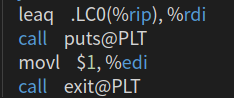 leaq .LC0(%rip), %rdi
call puts@PLT
movl $1, %edi
call exit@PLT